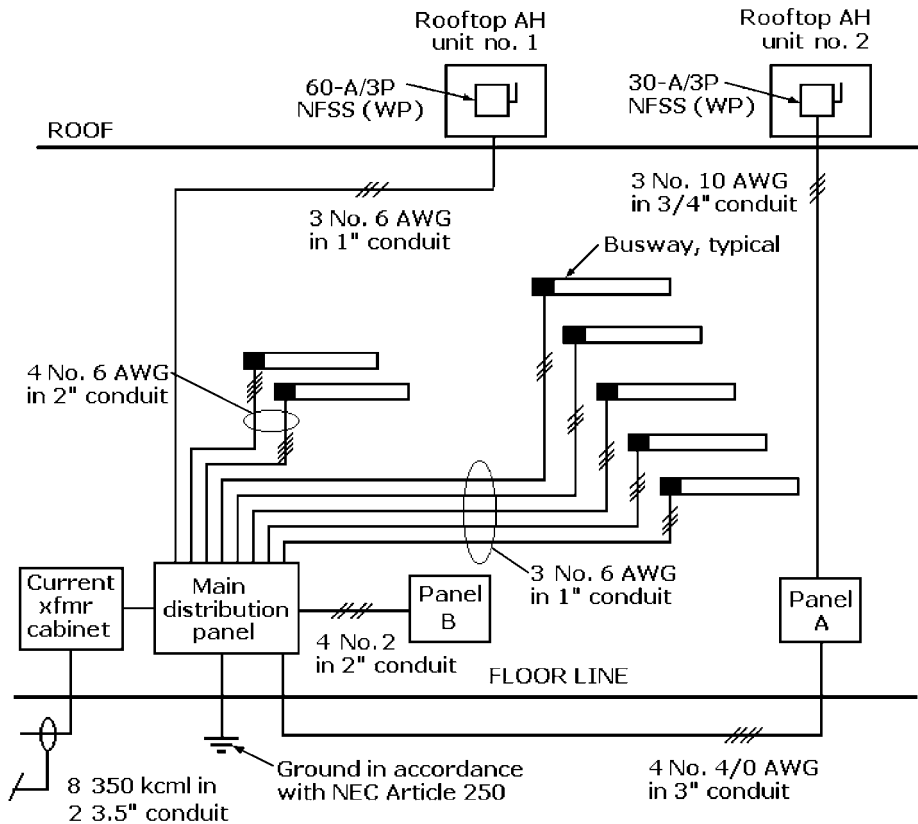 Rooftop AH
unit no. 1
Rooftop AH
unit no. 2
60-A/3P
NFSS (WP)
30-A/3P
NFSS (WP)
ROOF
3 No. 6 AWG
in 1" conduit
3 No. 10 AWG
in 3/4" conduit
Busway, typical
4 No. 6 AWG
in 2" conduit
3 No. 6 AWG
in 1" conduit
Current
xfmr
cabinet
Main
distribution
panel
Panel
B
Panel
A
4 No. 2
in 2" conduit
FLOOR LINE
Ground in accordance
with NEC Article 250
8 350 kcml in
2 3.5" conduit
4 No. 4/0 AWG
in 3" conduit